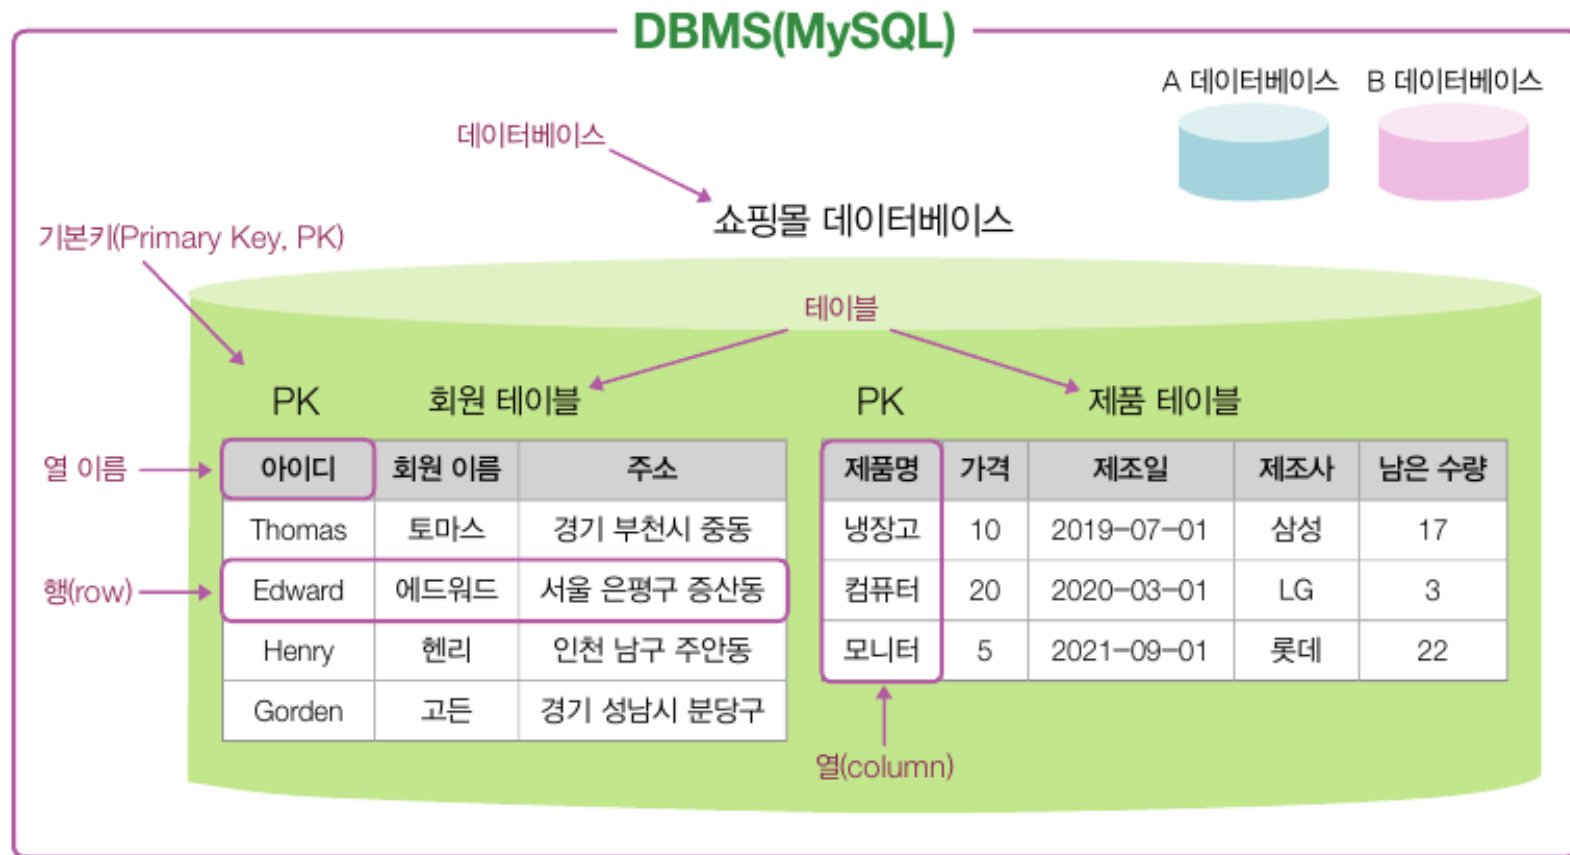 DBMS(MySQL)
A 데이터베이스 B 데이터베이스
데이터베이스
쇼핑몰 데이터베이스
기본키(Primary Key, PK)
테이블
PK 회원 테이블 PK 제품 테이블
열 이름
아이디 회원 이름 주소
Thomas 토마스 경기 부천시 중동
행(row)
Edward 에드워드 서울 은평구 증산동
Henry 헨리 인천 남구 주안동
Gorden 고든 경기 성남시 분당구
제품명 가격 제조일 제조사 남은 수량
냉장고 10 2019-07-01 삼성 17
컴퓨터 20 2020-03-01 LG 3
모니터 5 2021-09-01 롯데 22
열(column)